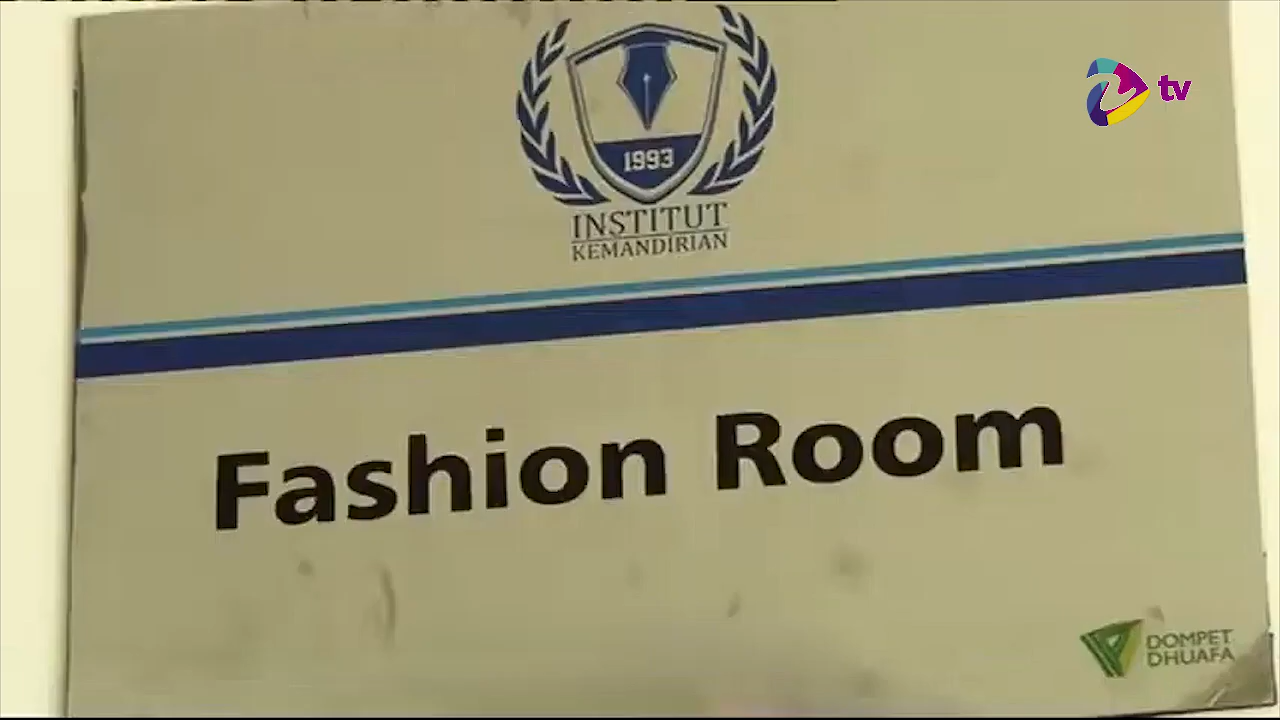 tv
1993
INSTITUT
KEMANDIRIAN
Fashion Room
DOMPET
DHUAFA